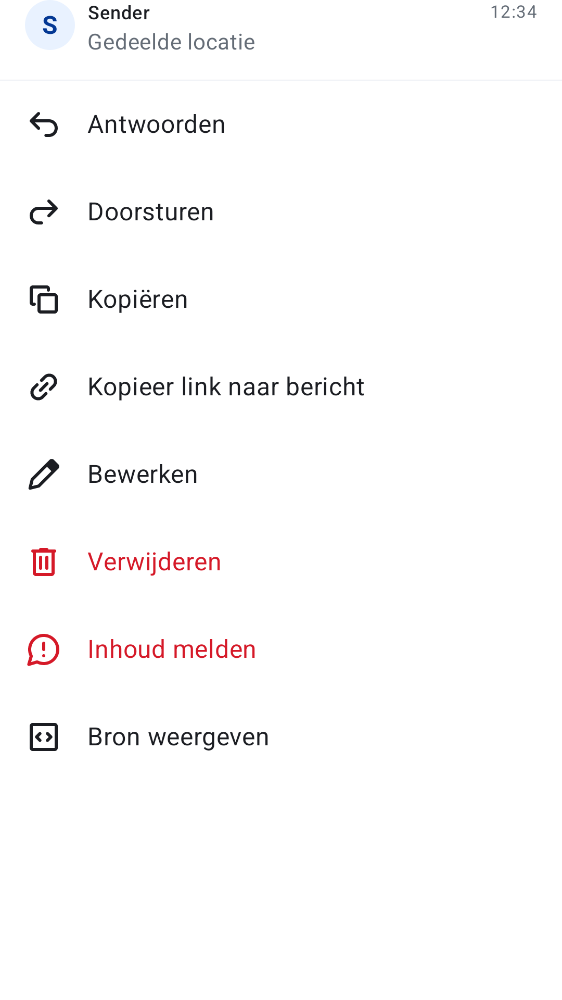 S
Sender
12:34
Gedeelde locatie
Antwoorden
Doorsturen
Kopiëren
Kopieer link naar bericht
Bewerken
Verwijderen
Inhoud melden
Bron weergeven